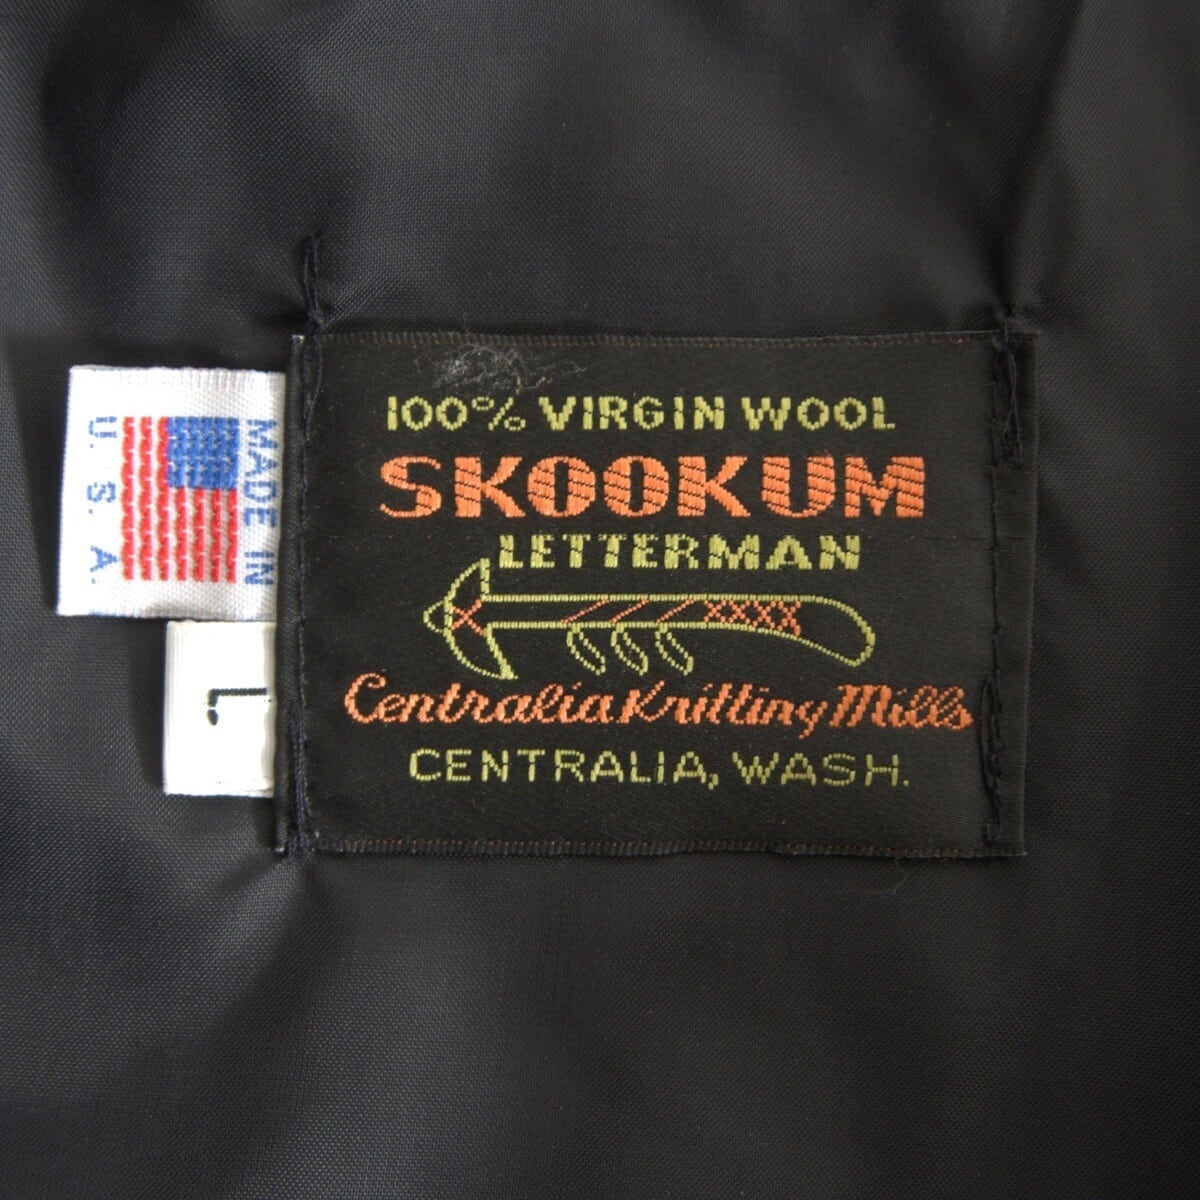 100% VIRGIN WOOL
SKOOKUM
LETTERMAN
Centralia Knitting Mills
CENTRALIA, WASH.
MADE IN
U. S. A.
L